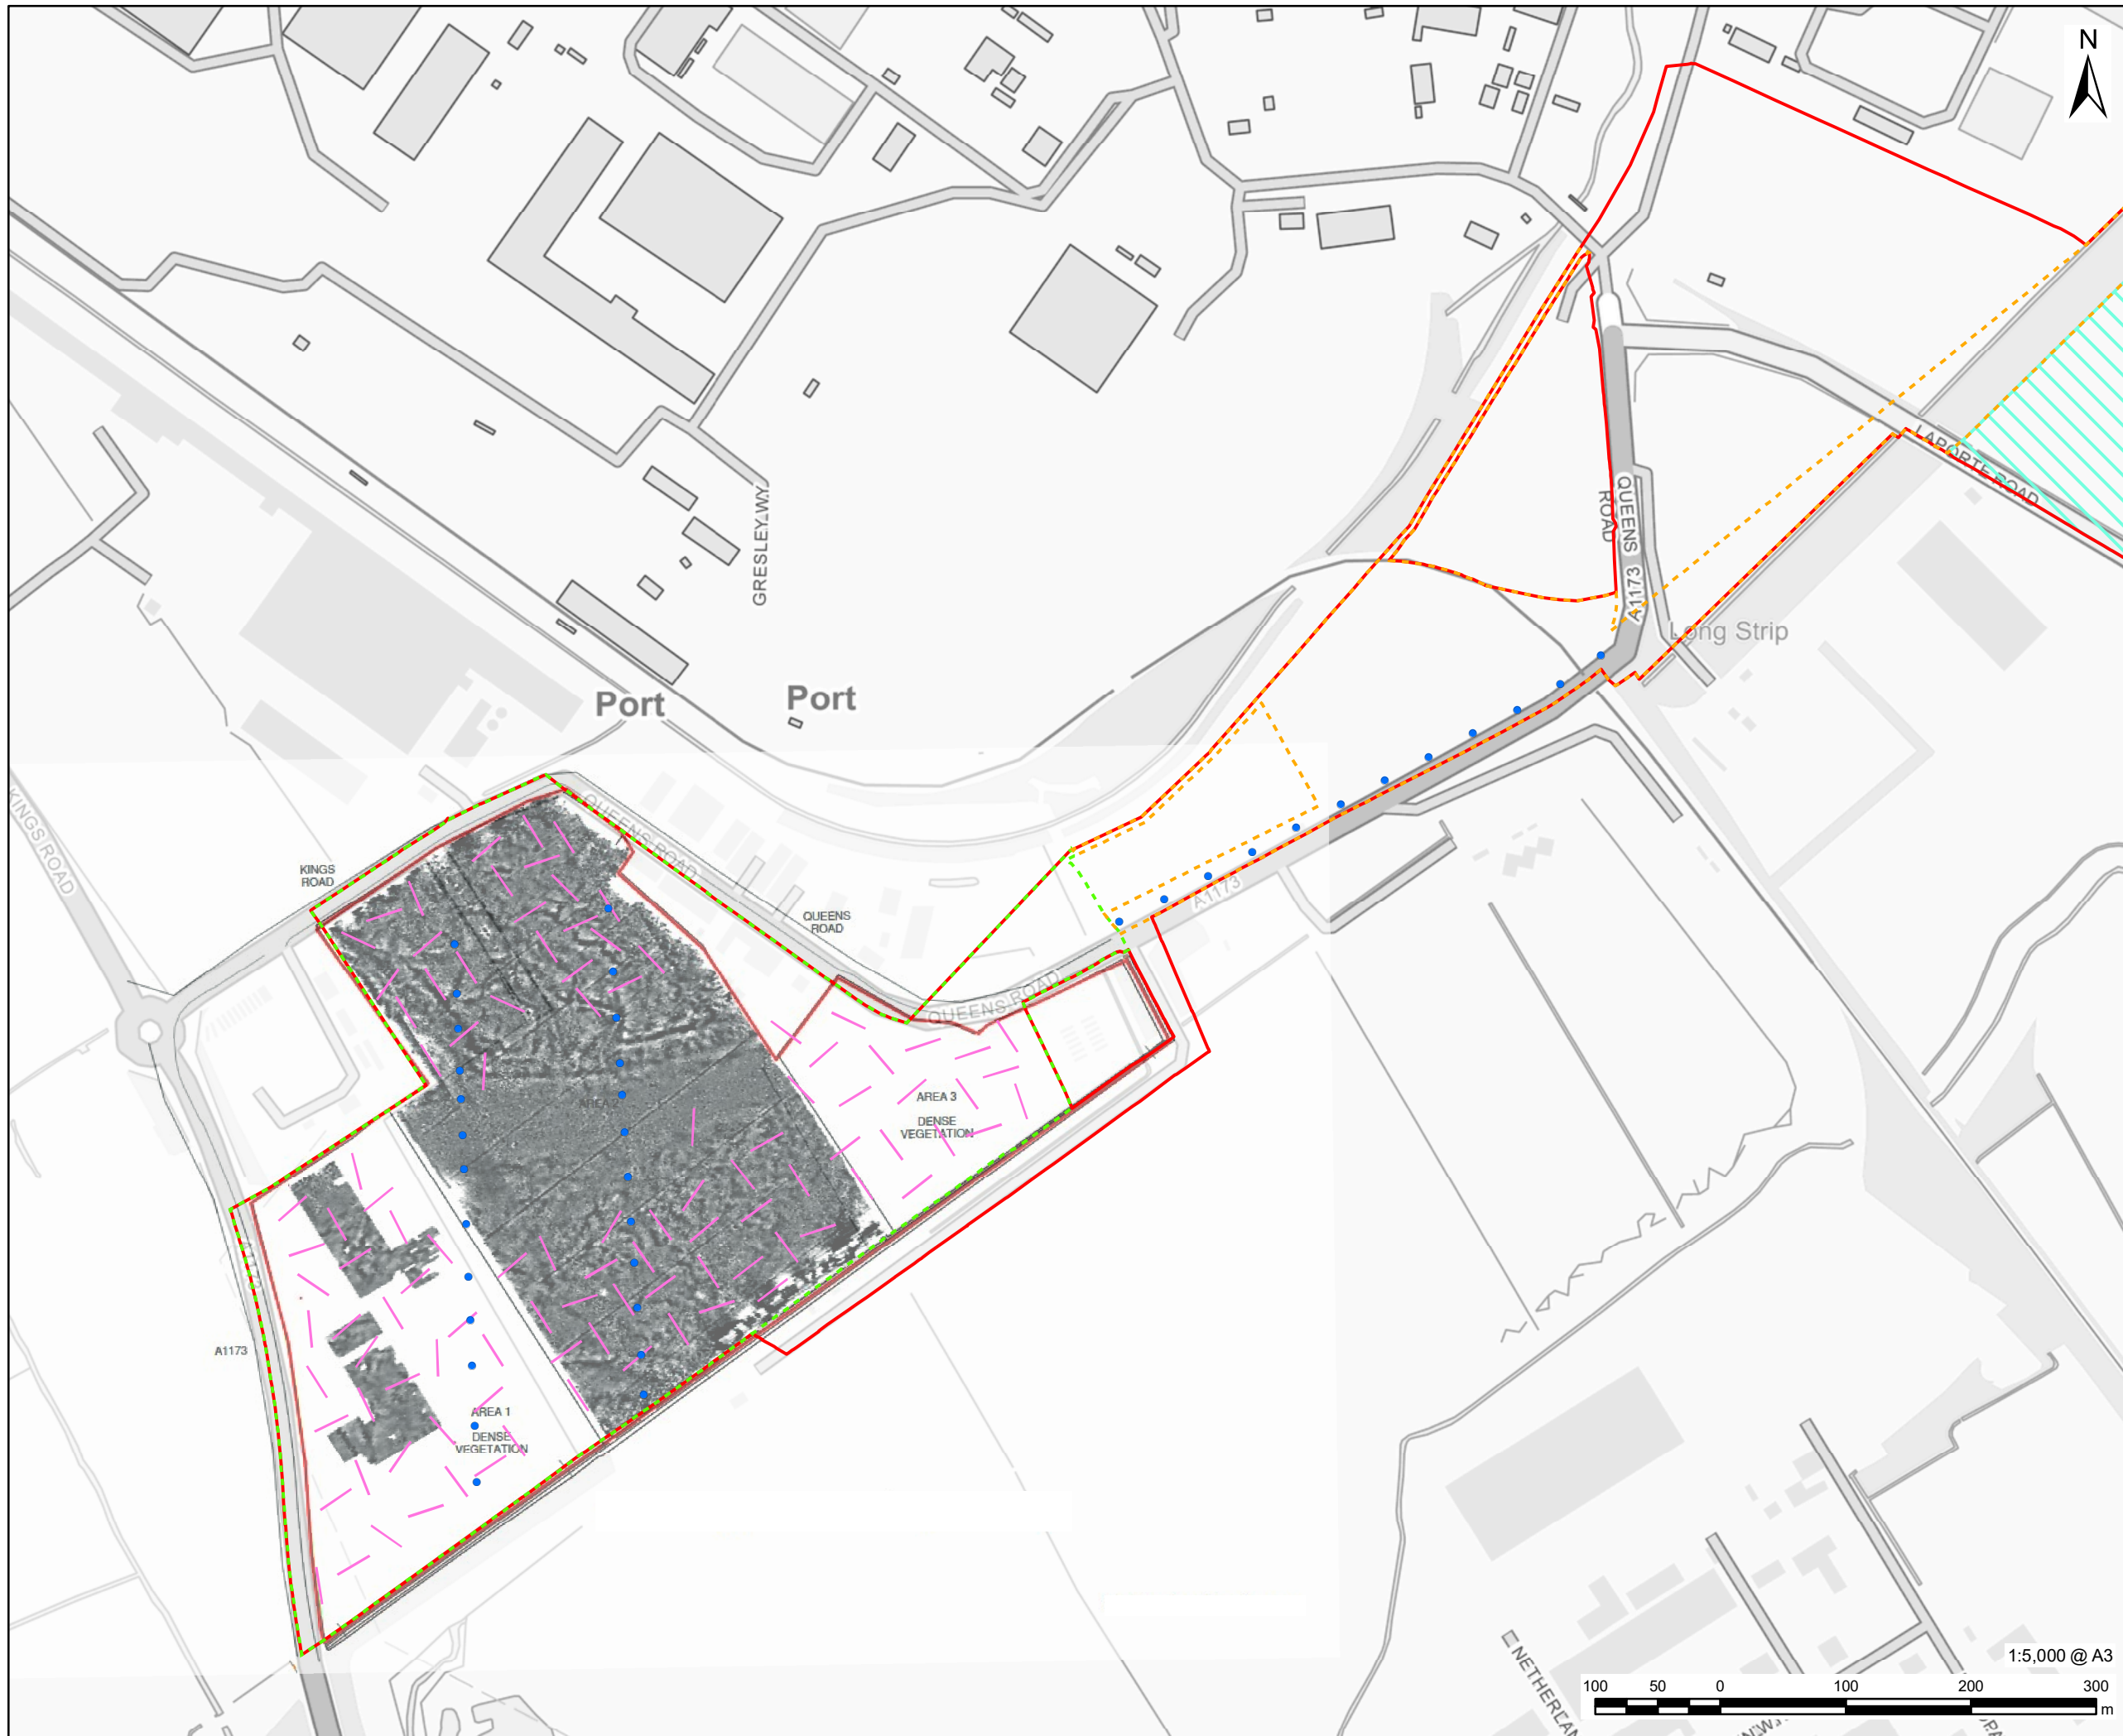 N
GRESLEY WY
QUEENS
ROAD
A1173
LAPORTE ROAD
Long Strip
Port
Port
KINGS ROAD
KINGS
ROAD
QUEENS ROAD
QUEENS
ROAD
A1173
QUEENS ROAD
AREA 2
AREA 3
DENSE
VEGETATION
A1173
AREA 1
DENSE
VEGETATION
1:5,000 @ A3
100 50 0 100 200 300
m